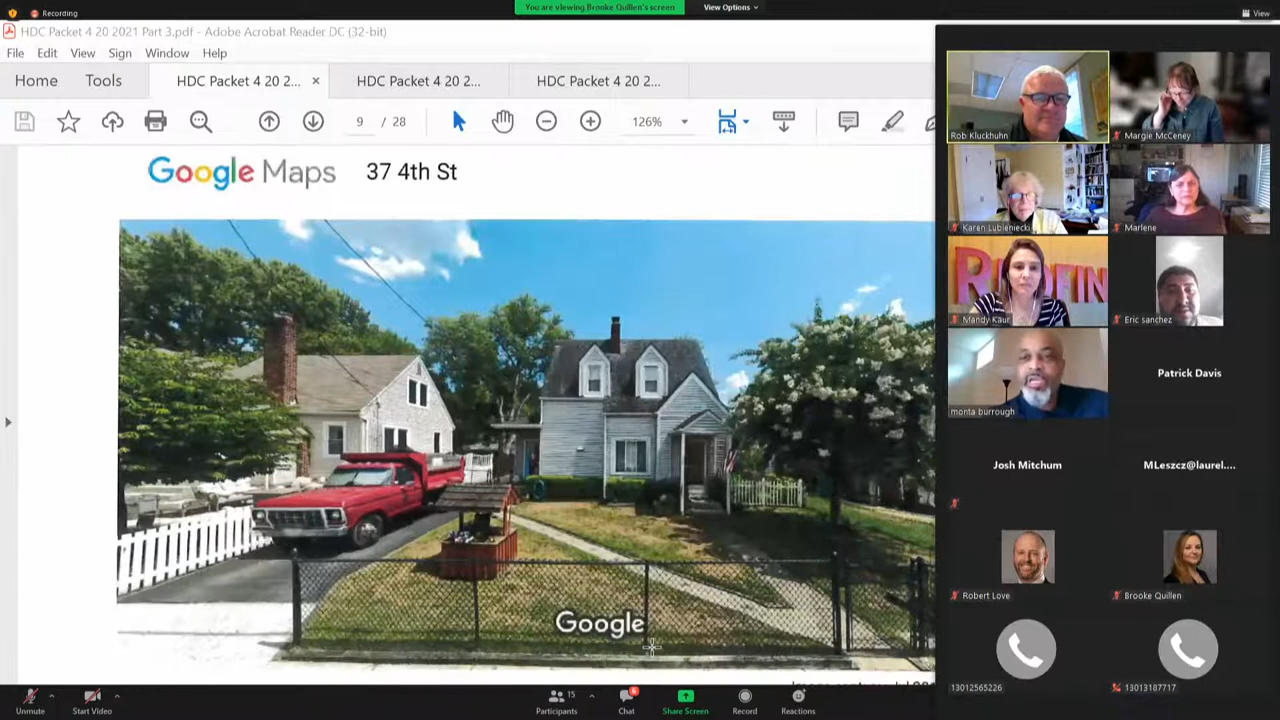 Recording
You are viewing Brooke Quillen's screen
View Options
View
HDC Packet 4 20 2021 Part 3.pdf - Adobe Acrobat Reader DC (32-bit)
File Edit View Sign Window Help
Home Tools HDC Packet 4 20 2... × HDC Packet 4 20 2... HDC Packet 4 20 2...
9 / 28 126%
Google Maps 37 4th St
Google
Rob Kluckhuhn
Margie McCeney
Karen Lubieniecki
Marlene
REDFIN
Mandy Kaur
Eric sanchez
monta burrough
Patrick Davis
Josh Mitchum
MLeszcz@laurel....
Robert Love
Brooke Quillen
13012565226
13013187717
Unmute
Start Video
Participants 15
Chat 6
Share Screen
Record
Reactions